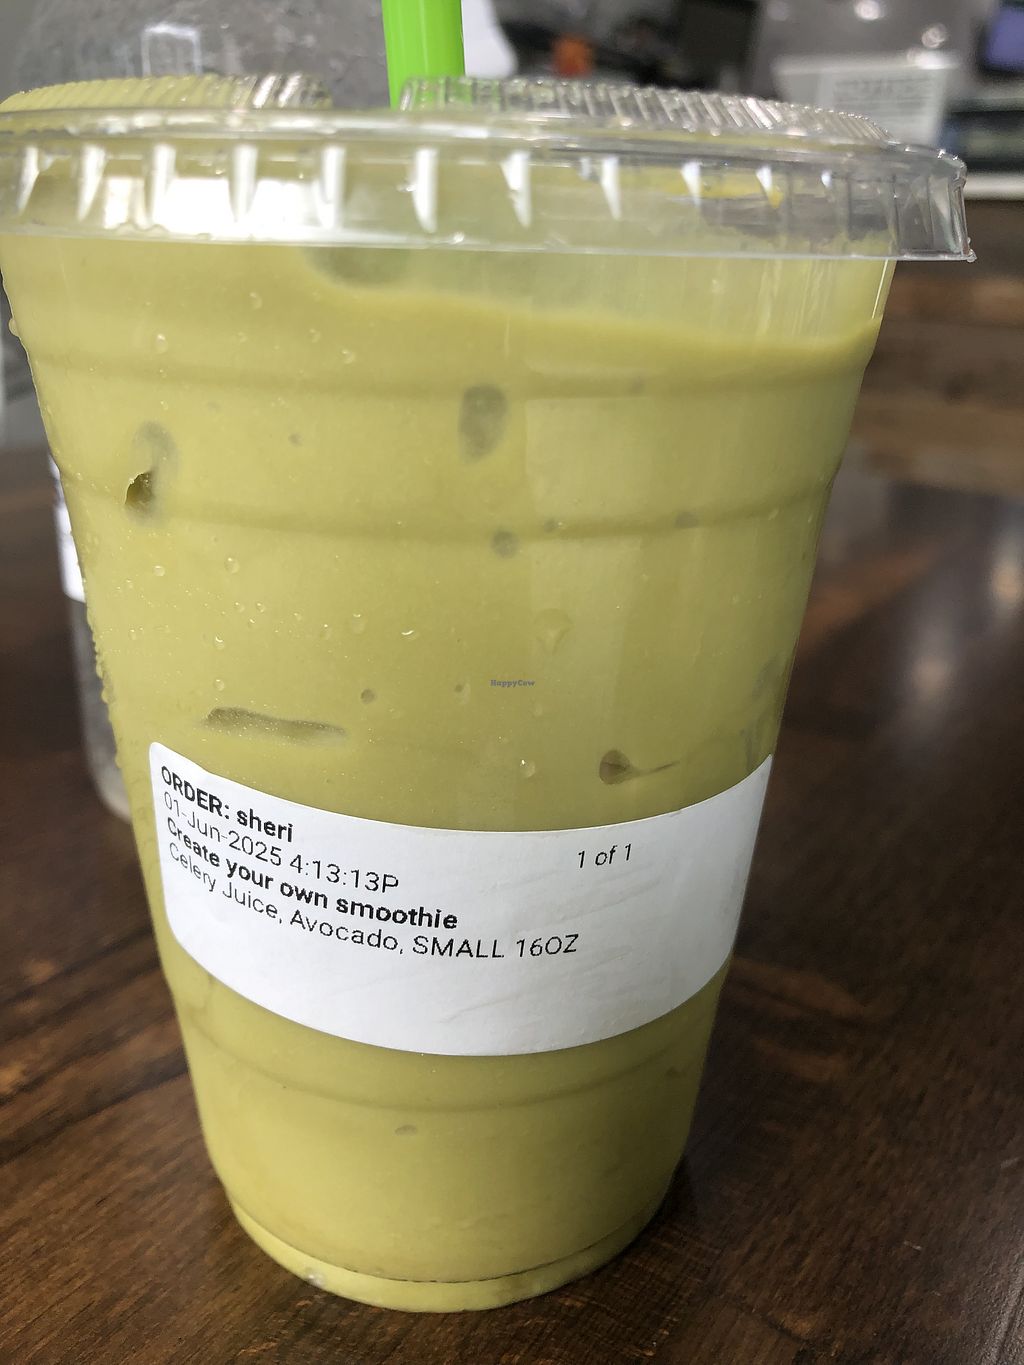 HappyCow
ORDER: sheri
01-Jun-2025 4:13:13P
1 of 1
Create your own smoothie
Celery Juice, Avocado, SMALL 16OZ